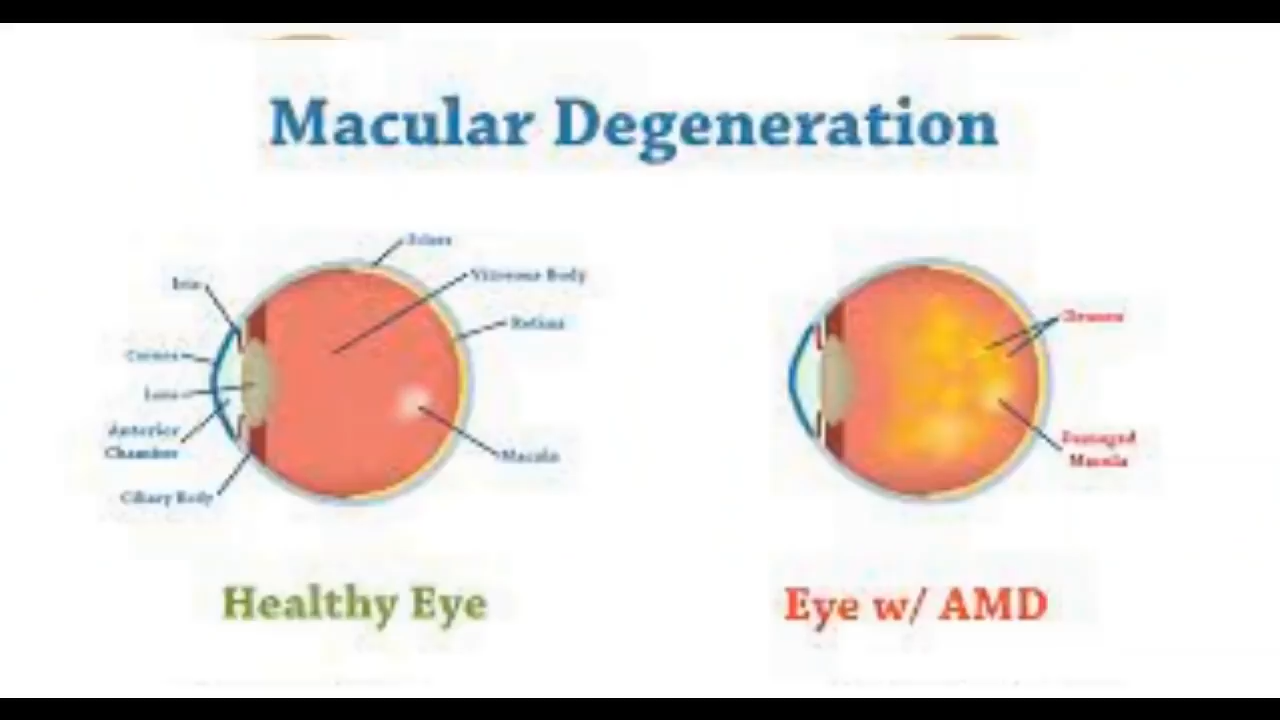 Macular Degeneration
Sclera
Vitreous Body
Iris
Retina
Cornea
Lens
Anterior
Chamber
Macula
Ciliary Body
Drusen
Damaged
Macula
Healthy Eye
Eye w/ AMD